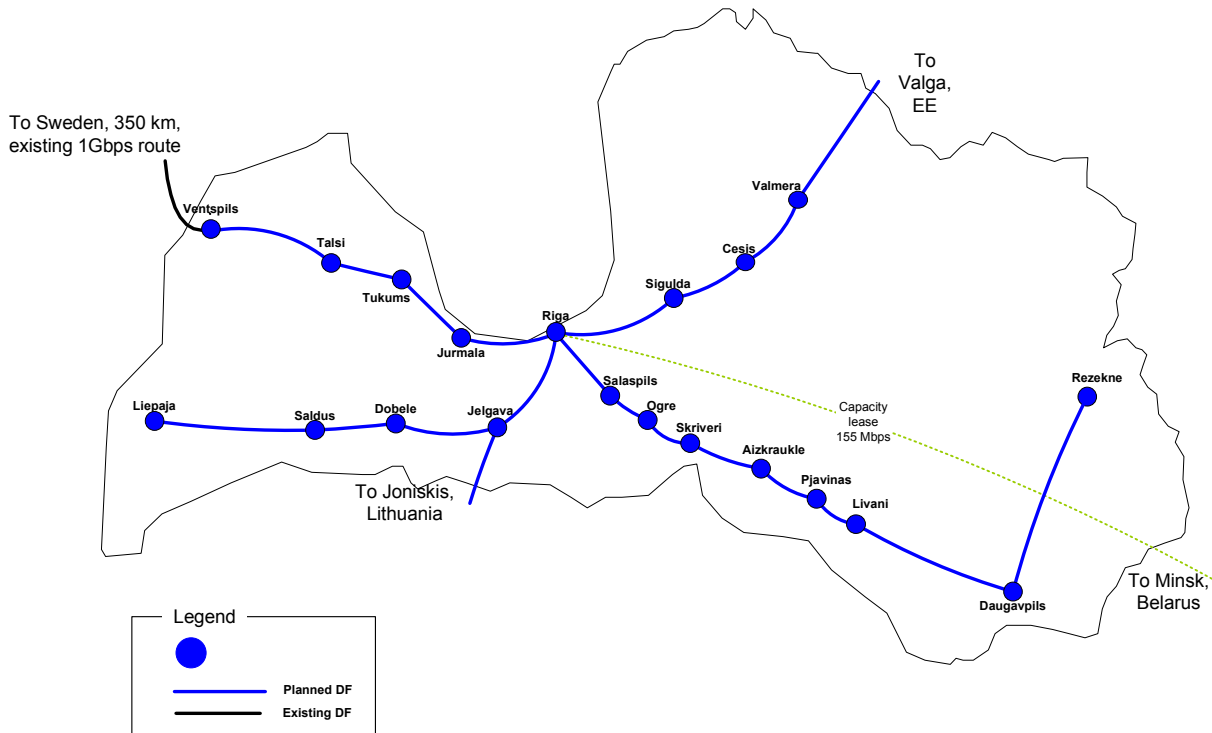 To
Valga,
EE
To Sweden, 350 km,
existing 1Gbps route
Valmera
Ventspils
Talsi
Cesis
Tukums
Sigulda
Riga
Jurmala
Rezekne
Salaspils
Liepaja
Saldus
Dobele
Jelgava
Ogre
Capacity
lease
155 Mbps
Skriveri
Aizkraukle
Pjavinas
To Joniskis,
Lithuania
Livani
To Minsk,
Belarus
Daugavpils
Legend
Planned DF
Existing DF